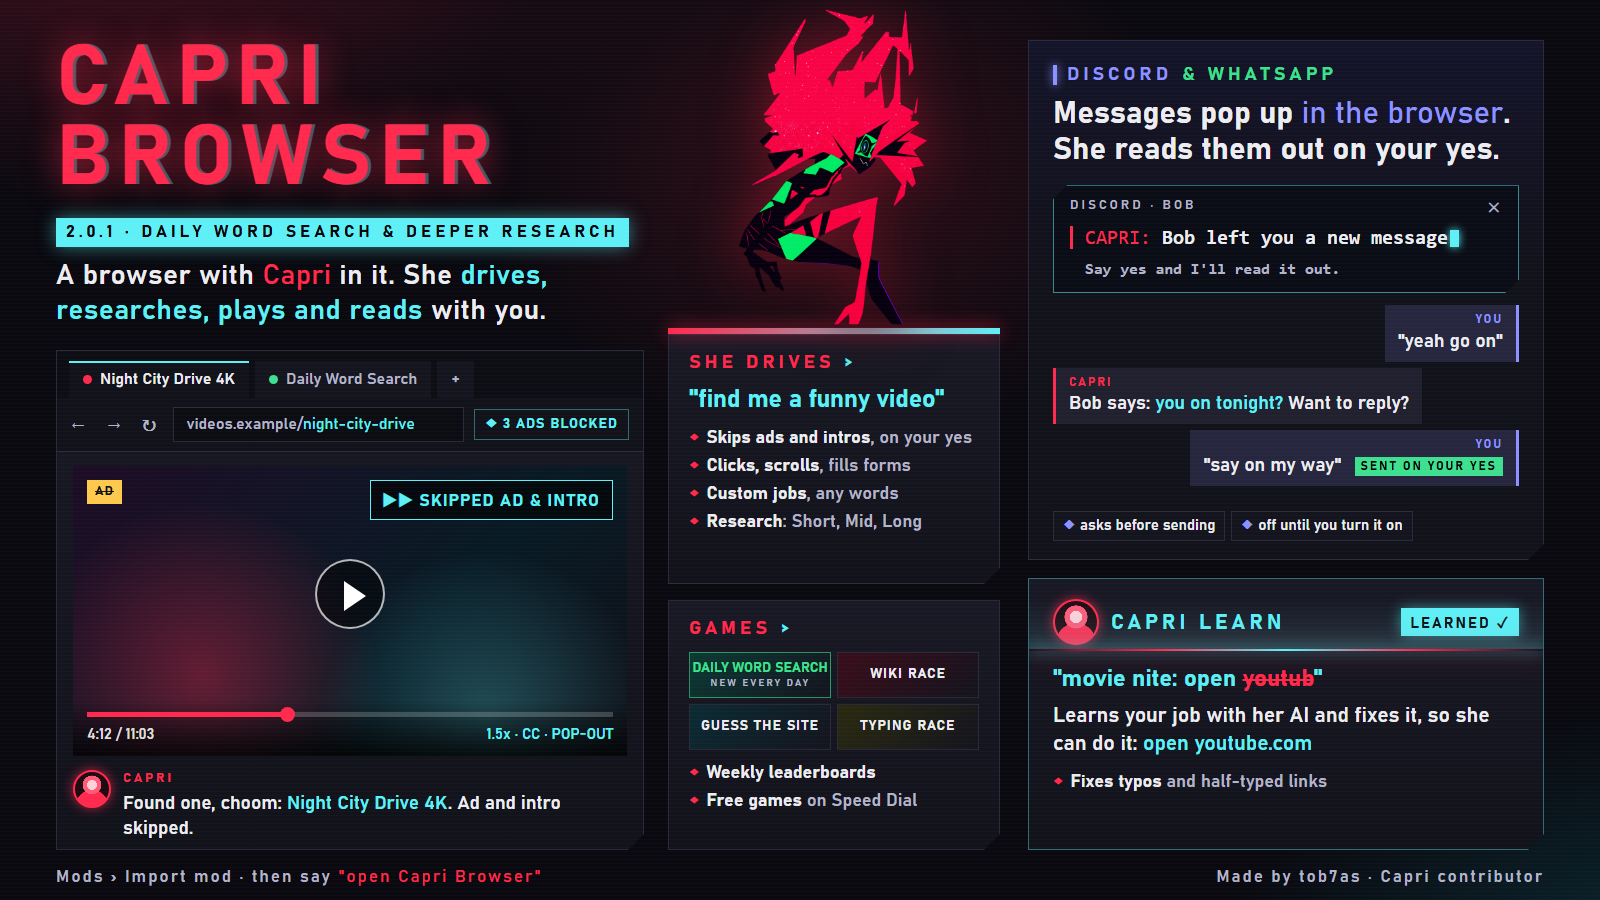 CAPRI
BROWSER
2.0.1 · DAILY WORD SEARCH & DEEPER RESEARCH
A browser with Capri in it. She drives,
researches, plays and reads with you.
Night City Drive 4K
Daily Word Search
+
← → ↻ videos.example/night-city-drive
◆ 3 ADS BLOCKED
AD
▶▶ SKIPPED AD & INTRO
4:12 / 11:03
1.5x · CC · POP-OUT
CAPRI
Found one, choom: Night City Drive 4K. Ad and intro
skipped.
SHE DRIVES >
"find me a funny video"
◆ Skips ads and intros, on your yes
◆ Clicks, scrolls, fills forms
◆ Custom jobs, any words
◆ Research: Short, Mid, Long
GAMES >
DAILY WORD SEARCH
NEW EVERY DAY
WIKI RACE
GUESS THE SITE
TYPING RACE
◆ Weekly leaderboards
◆ Free games on Speed Dial
DISCORD & WHATSAPP
Messages pop up in the browser.
She reads them out on your yes.
DISCORD · BOB
✕
CAPRI: Bob left you a new message
Say yes and I'll read it out.
YOU
"yeah go on"
CAPRI
Bob says: you on tonight? Want to reply?
YOU
"say on my way" SENT ON YOUR YES
◆ asks before sending
◆ off until you turn it on
CAPRI LEARN
LEARNED ✓
"movie nite: open youtub"
Learns your job with her AI and fixes it, so she
can do it: open youtube.com
◆ Fixes typos and half-typed links
Mods › Import mod · then say "open Capri Browser"
Made by tob7as · Capri contributor